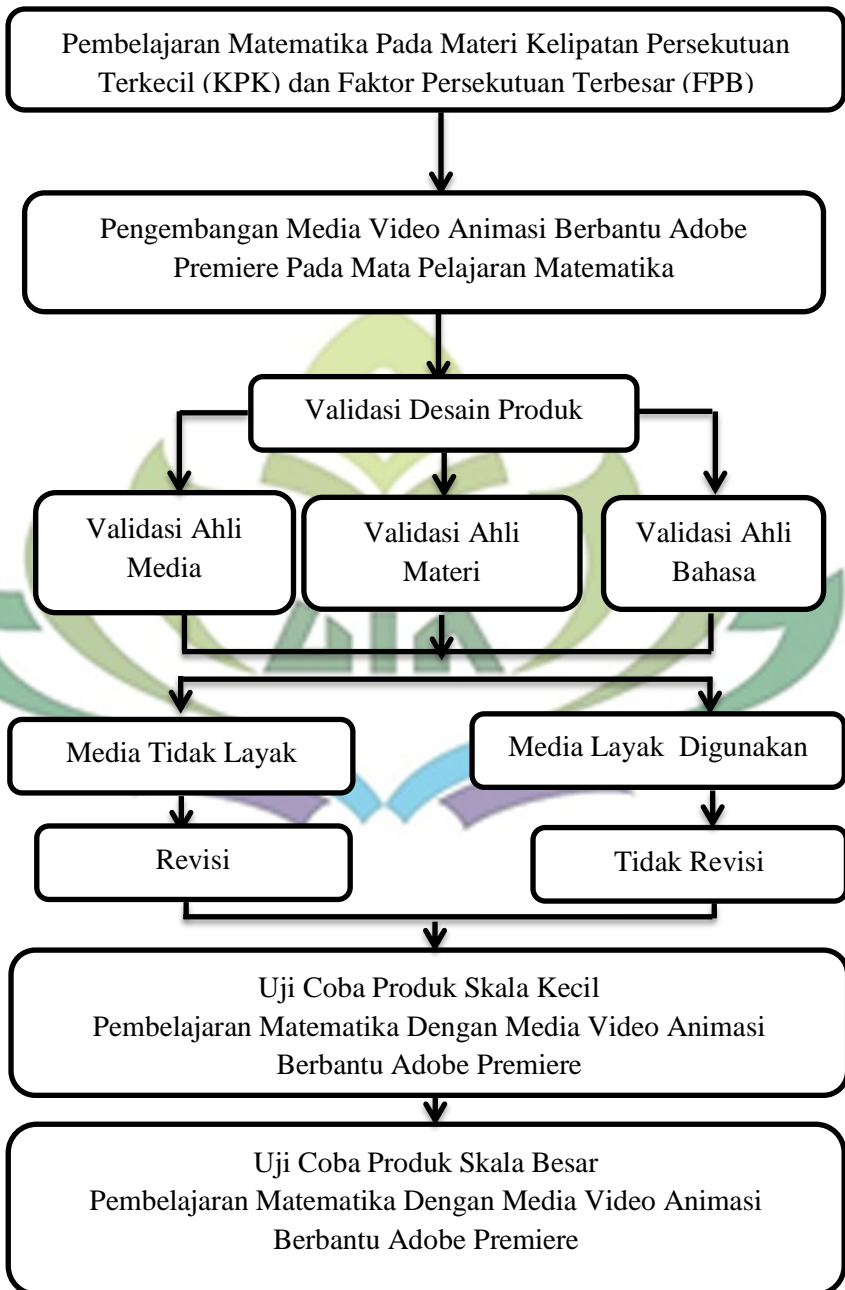 Pembelajaran Matematika Pada Materi Kelipatan Persekutuan
Terkecil (KPK) dan Faktor Persekutuan Terbesar (FPB)
Pengembangan Media Video Animasi Berbantu Adobe
Premiere Pada Mata Pelajaran Matematika
Validasi Desain Produk
Validasi Ahli
Media
Validasi Ahli
Materi
Validasi Ahli
Bahasa
Media Tidak Layak
Media Layak Digunakan
Revisi
Tidak Revisi
Uji Coba Produk Skala Kecil
Pembelajaran Matematika Dengan Media Video Animasi
Berbantu Adobe Premiere
Uji Coba Produk Skala Besar
Pembelajaran Matematika Dengan Media Video Animasi
Berbantu Adobe Premiere